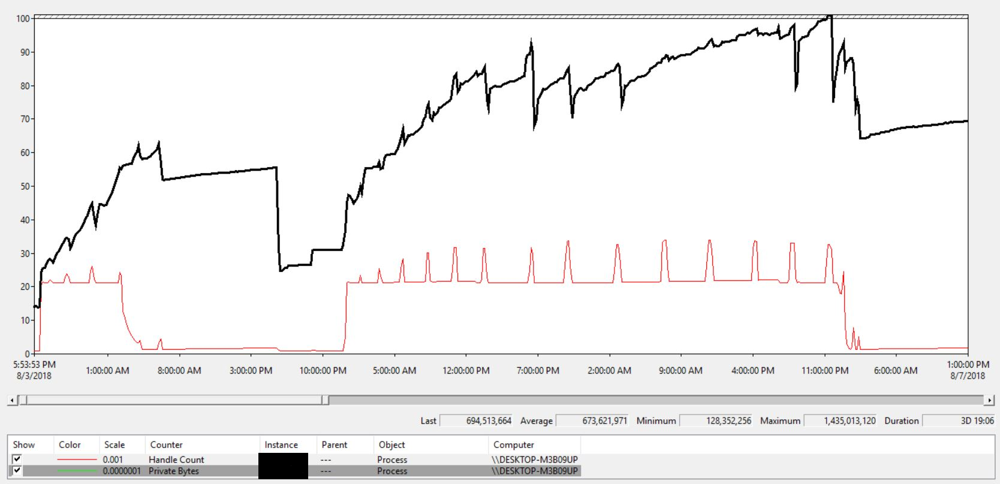 100
90
80
70
60
50
40
30
20
10
0
5:53:53 PM 1:00:00 AM 8:00:00 AM 3:00:00 PM 10:00:00 PM 5:00:00 AM 12:00:00 PM 7:00:00 PM 2:00:00 AM 9:00:00 AM 4:00:00 PM 11:00:00 PM 6:00:00 AM 1:00:00 PM
8/3/2018 8/7/2018
Last 694,513,664 Average 673,621,971 Minimum 128,352,256 Maximum 1,435,013,120 Duration 3D 19:06
Show Color Scale Counter Instance Parent Object Computer
0.001 Handle Count --- Process \\DESKTOP-M3B09UP
0.0000001 Private Bytes --- Process \\DESKTOP-M3B09UP